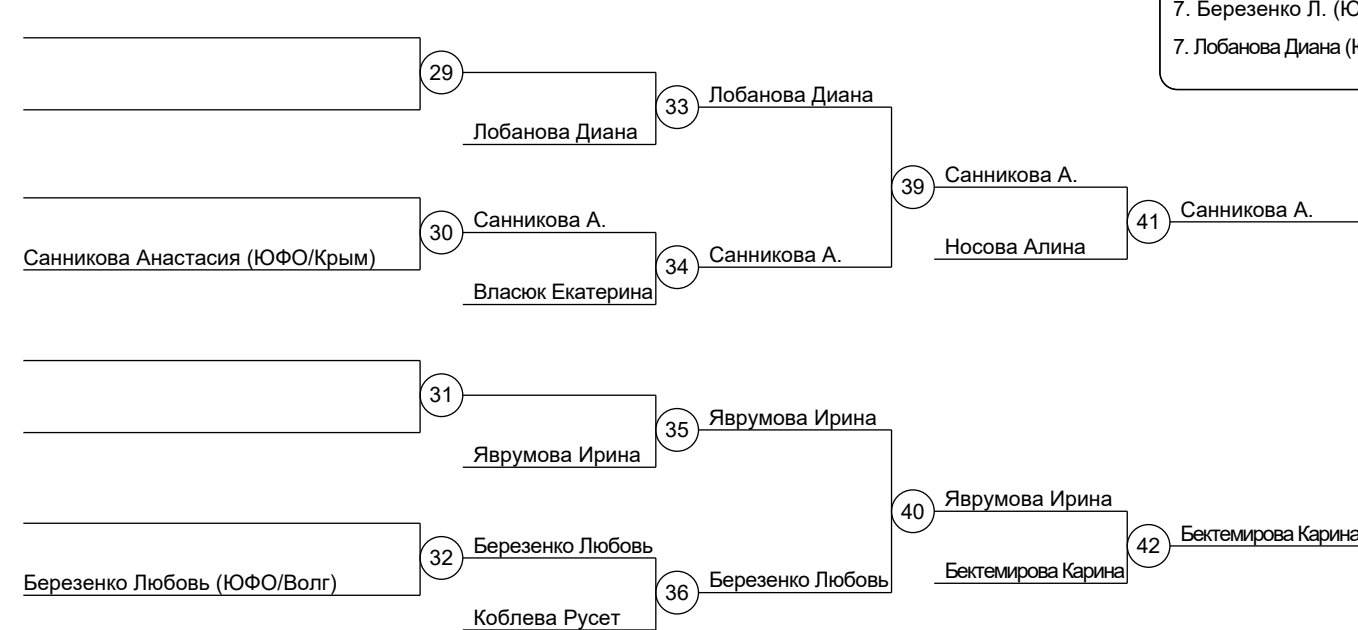 7. Березенко Л. (Ю
7. Лобанова Диана (
29
33
Лобанова Диана
Лобанова Диана
39
Санникова А.
30
Санникова А.
Санникова Анастасия (ЮФО/Крым)
34
Санникова А.
Власюк Екатерина
41
Санникова А.
Носова Алина
31
35
Яврумова Ирина
Яврумова Ирина
40
Яврумова Ирина
32
Березенко Любовь
Березенко Любовь (ЮФО/Волг)
36
Березенко Любовь
Коблева Русет
42
Бектемирова Карина
Бектемирова Карина